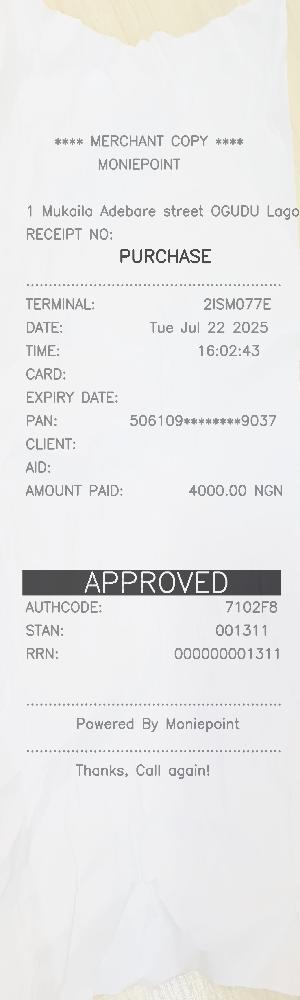 **** MERCHANT COPY ****
MONIEPOINT
1 Mukaila Adebare street OGUDU Lago
RECEIPT NO:
PURCHASE
TERMINAL: 2ISM077E
DATE: Tue Jul 22 2025
TIME: 16:02:43
CARD:
EXPIRY DATE:
PAN: 506109********9037
CLIENT:
AID:
AMOUNT PAID: 4000.00 NGN
APPROVED
AUTHCODE: 7102F8
STAN: 001311
RRN: 000000001311
Powered By Moniepoint
Thanks, Call again!